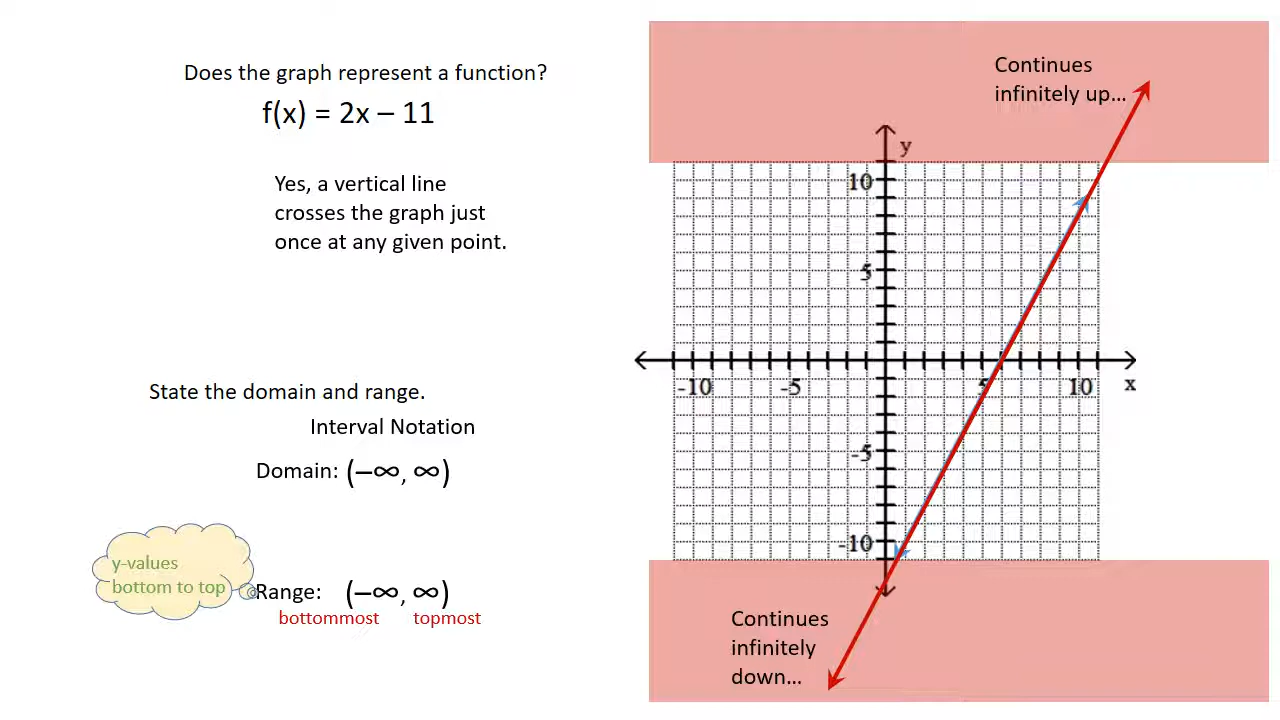 Does the graph represent a function?
f(x) = 2x – 11
Yes, a vertical line
crosses the graph just
once at any given point.
State the domain and range.
Interval Notation
Domain: (–∞, ∞)
y-values
bottom to top
Range: (–∞, ∞)
bottommost topmost
Continues
infinitely up…
y
10
5
-10 -5 5 10 x
-5
-10
Continues
infinitely
down…